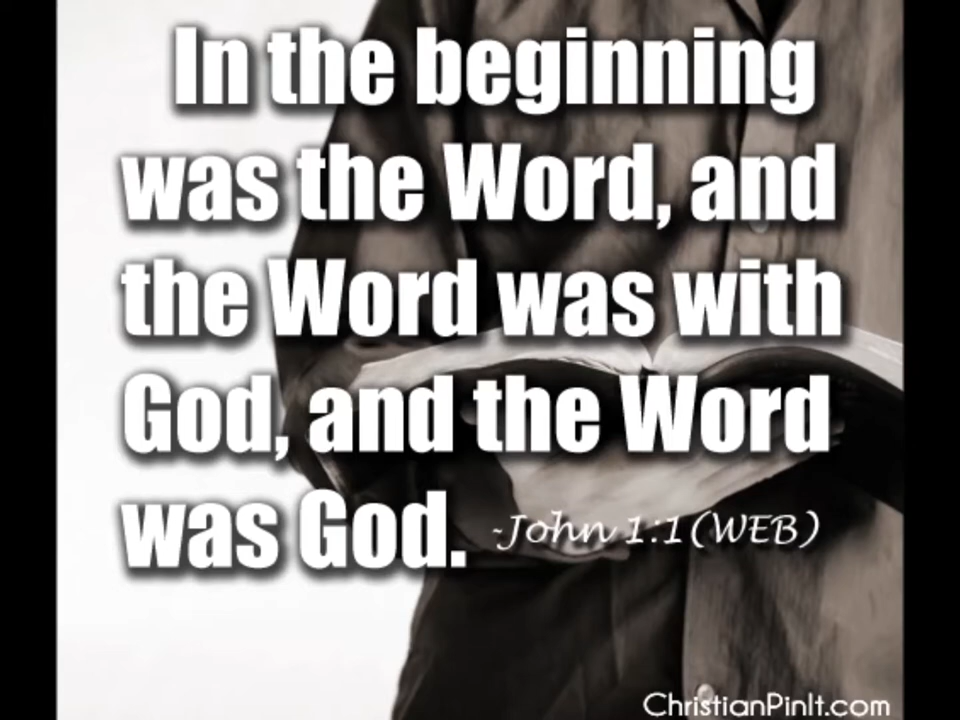 In the beginning
was the Word, and
the Word was with
God, and the Word
was God.
-John 1:1(WEB)
ChristianPinIt.com